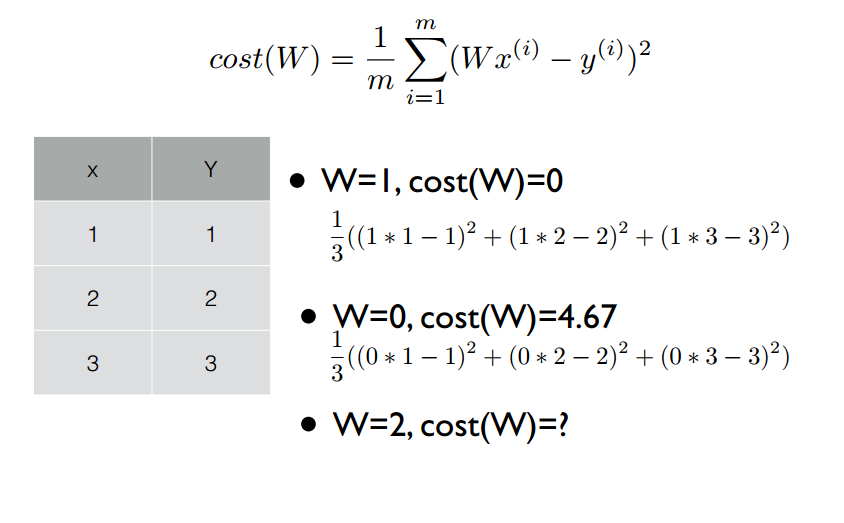 cost(W) = \frac{1}{m} \sum_{i=1}^{m} (Wx^{(i)} - y^{(i)})^2
x Y
1 1
2 2
3 3
• W=1, cost(W)=0
\frac{1}{3}((1 * 1 - 1)^2 + (1 * 2 - 2)^2 + (1 * 3 - 3)^2)
• W=0, cost(W)=4.67
\frac{1}{3}((0 * 1 - 1)^2 + (0 * 2 - 2)^2 + (0 * 3 - 3)^2)
• W=2, cost(W)=?